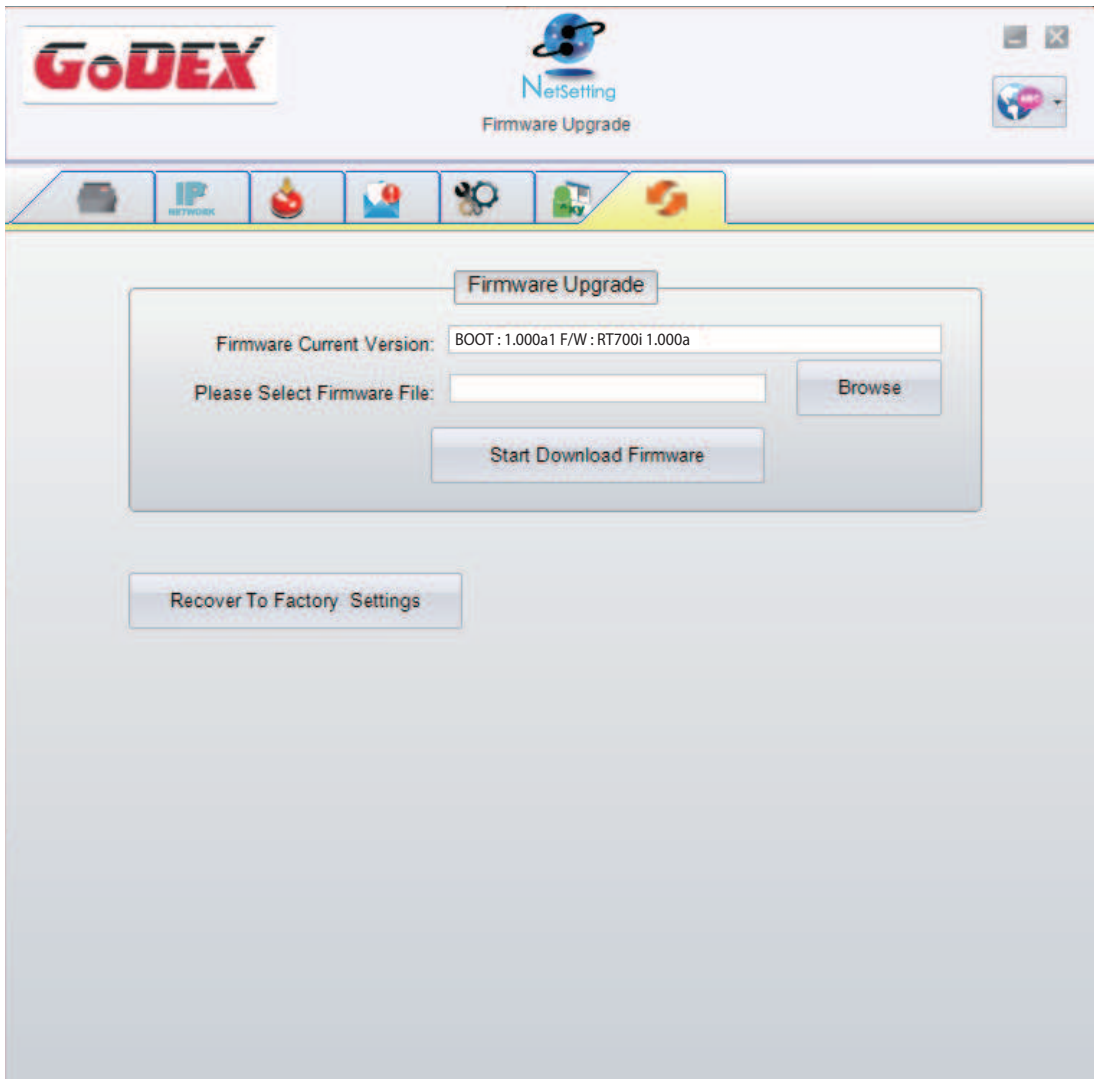 GoDEX
NetSetting
Firmware Upgrade
ABC
IP
NETWORK
Firmware Upgrade
Firmware Current Version:
BOOT : 1.000a1 F/W : RT700i 1.000a
Please Select Firmware File:
Browse
Start Download Firmware
Recover To Factory Settings